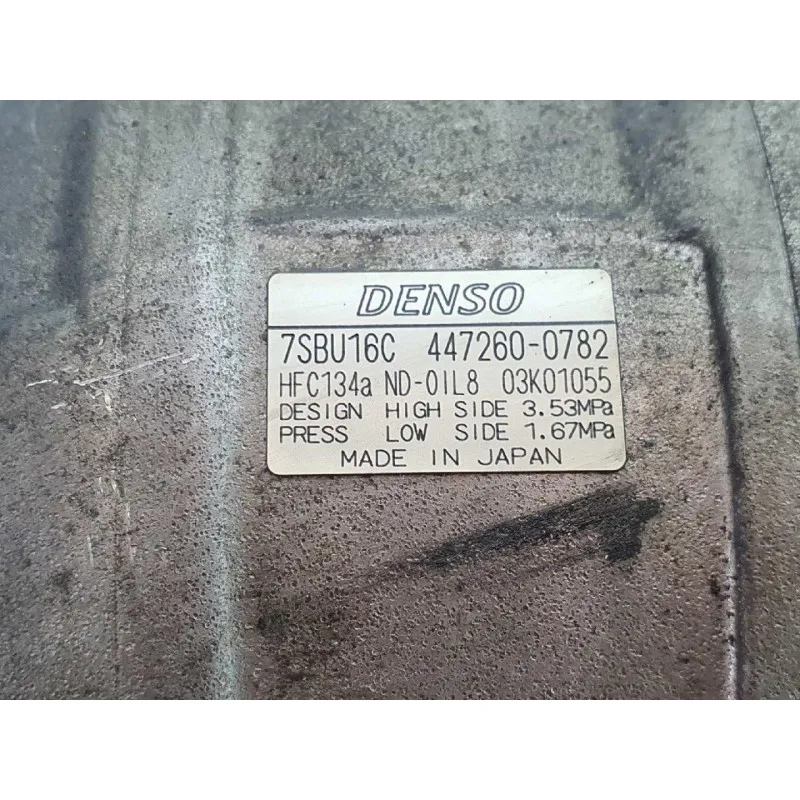 DENSO
7SBU16C 447260-0782
HFC134a ND-OIL8 03K01055
DESIGN HIGH SIDE 3.53MPa
PRESS LOW SIDE 1.67MPa
MADE IN JAPAN